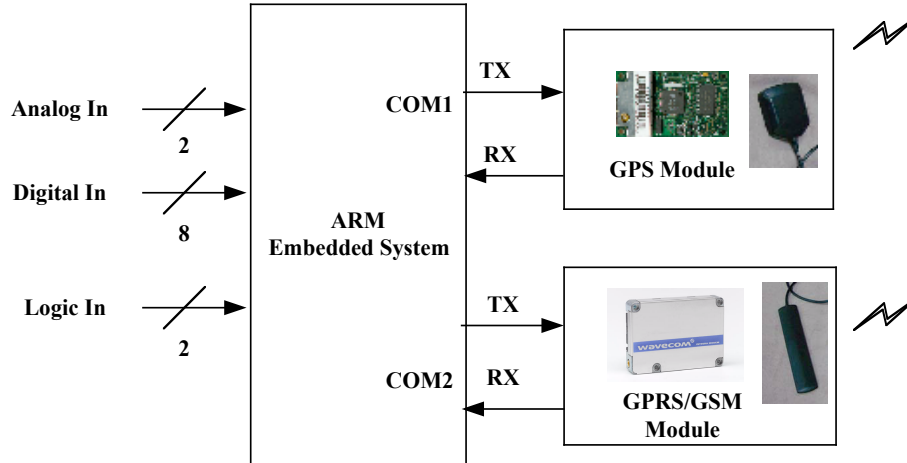 Analog In
2
Digital In
8
Logic In
2
ARM
Embedded System
COM1
TX
RX
GPS Module
COM2
TX
RX
wavecom
GPRS/GSM
Module